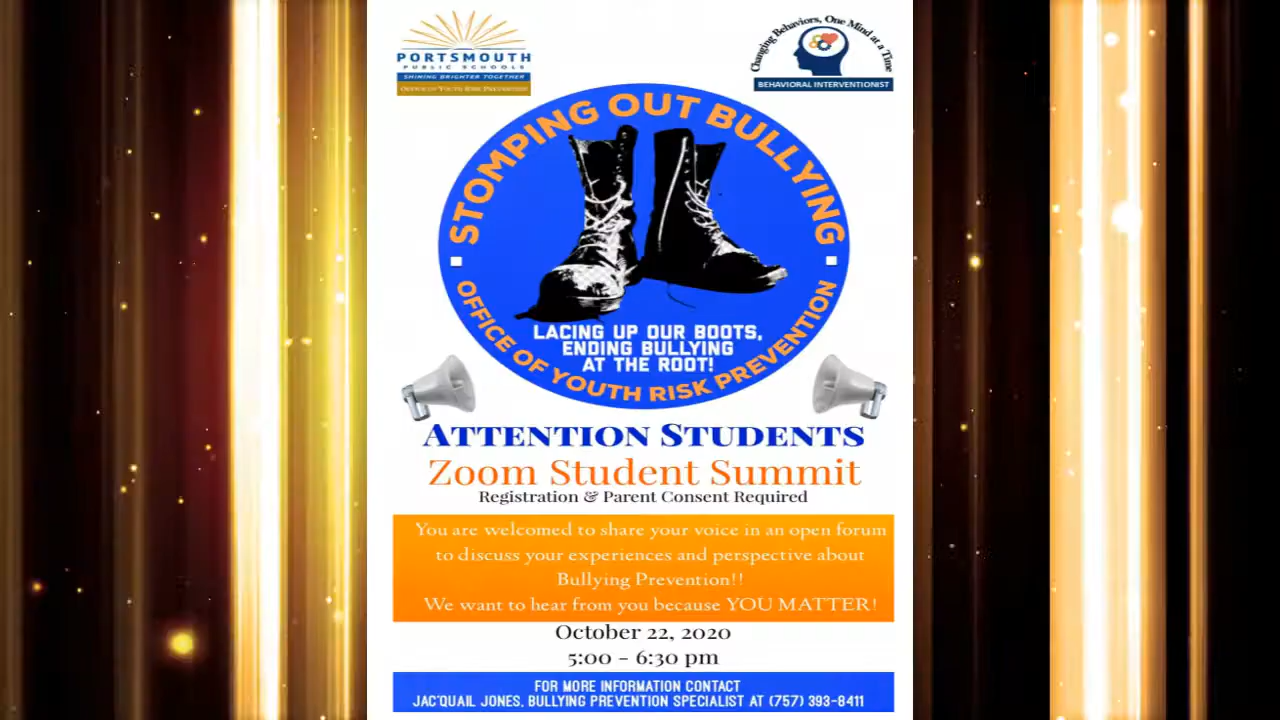 PORTSMOUTH
PUBLIC SCHOOLS
SHINING BRIGHTER TOGETHER
OFFICE OF YOUTH RISK PREVENTION
Changing Behaviors, One Mind at a Time
BEHAVIORAL INTERVENTIONIST
STOMPING OUT BULLYING
LACING UP OUR BOOTS,
ENDING BULLYING
AT THE ROOT!
OFFICE OF YOUTH RISK PREVENTION
ATTENTION STUDENTS
Zoom Student Summit
Registration & Parent Consent Required
You are welcomed to share your voice in an open forum
to discuss your experiences and perspective about
Bullying Prevention!!
We want to hear from you because YOU MATTER!
October 22, 2020
5:00 - 6:30 pm
FOR MORE INFORMATION CONTACT
JAC'QUAIL JONES, BULLYING PREVENTION SPECIALIST AT (757) 393-8411